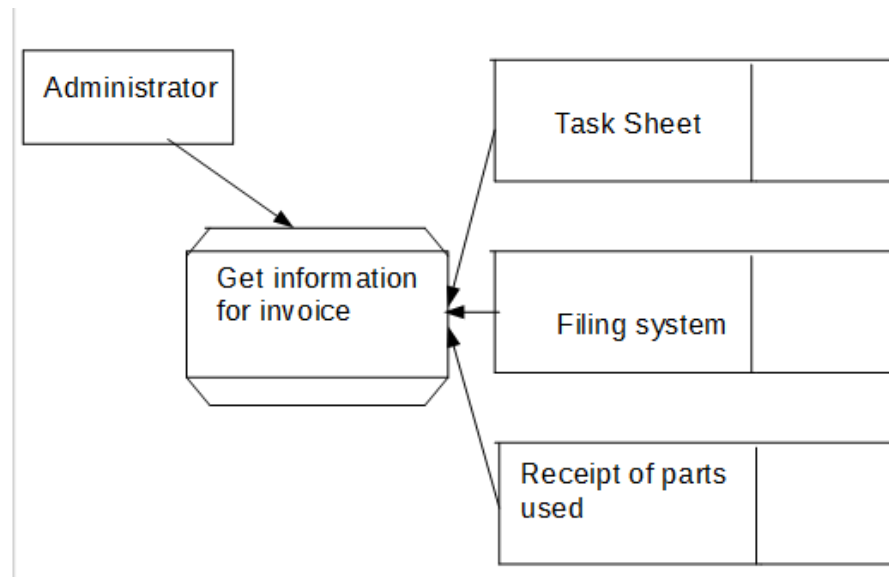 Administrator
Task Sheet
Get information
for invoice
Filing system
Receipt of parts
used